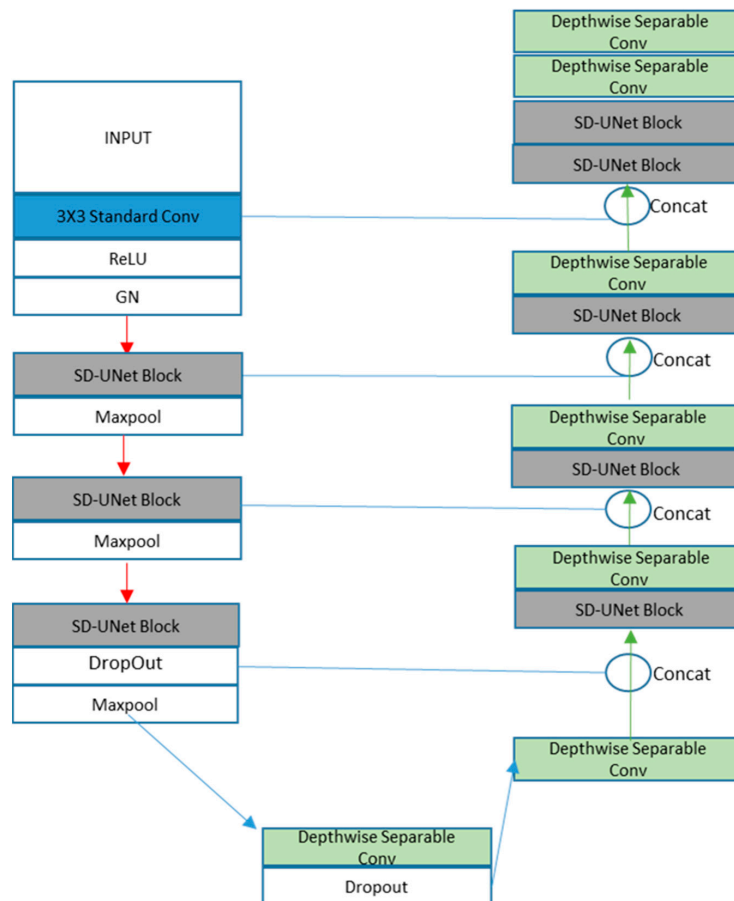 INPUT
3X3 Standard Conv
ReLU
GN
SD-UNet Block
Maxpool
SD-UNet Block
Maxpool
SD-UNet Block
DropOut
Maxpool
Depthwise Separable
Conv
Dropout
Depthwise Separable
Conv
Depthwise Separable
Conv
SD-UNet Block
SD-UNet Block
Concat
Depthwise Separable
Conv
SD-UNet Block
Concat
Depthwise Separable
Conv
SD-UNet Block
Concat
Depthwise Separable
Conv
SD-UNet Block
Concat
Depthwise Separable
Conv